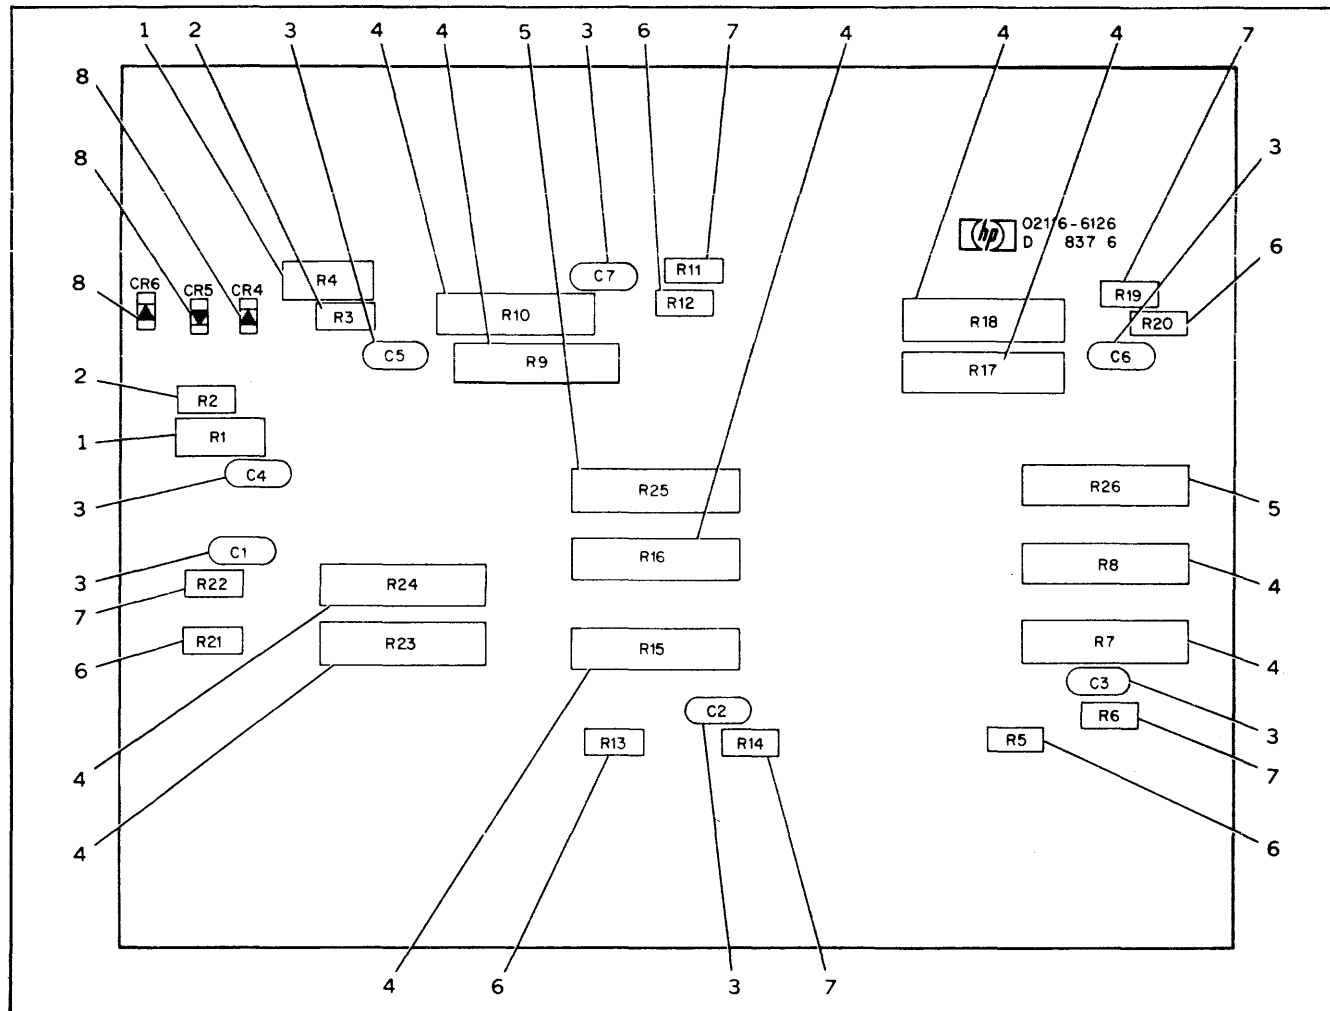 1 2 3 4 4 5 3 6 7 4 4 4 7
8
8
3
hp 02116-6126
D 837 6
6
8
CR6 CR5 CR4
R4
R3
C5
R10
R9
C7
R11
R12
R18
R17
R19
R20
C6
2
R2
1
R1
C4
3
R25
R26
5
C1
3
R22
7
R24
R16
R8
4
R21
6
R23
R15
R7
4
C3
3
C2
R6
7
R13
R14
R5
6
4
4
4 6 3 7